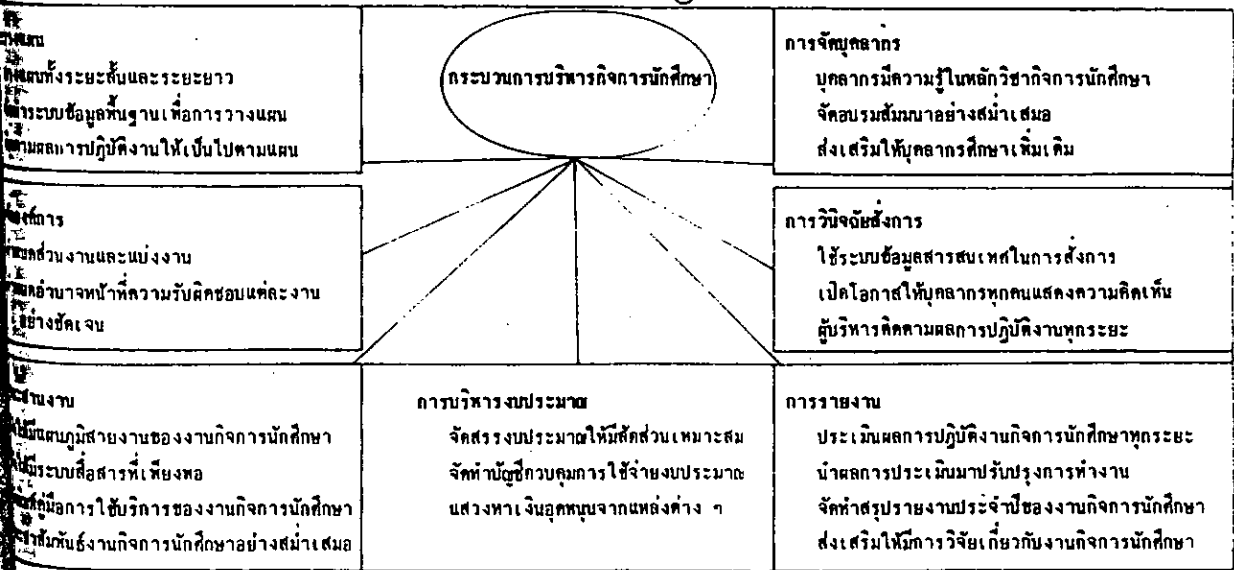 กระบวนการบริหารกิจการนักศึกษา
ทั้งระยะสั้นและระยะยาว
ระบบข้อมูลพื้นฐานเพื่อการวางแผน
ผลการปฏิบัติงานให้เป็นไปตามแผน
การจัดบุคลากร
บุคลากรมีความรู้ในหลักวิชากิจการนักศึกษา
จัดอบรมสัมมนาอย่างสม่ำเสมอ
ส่งเสริมให้บุคลากรศึกษาเพิ่มเติม
ส่วนงานและแบ่งงาน
อำนาจหน้าที่ความรับผิดชอบแต่ละงาน
อย่างชัดเจน
การวินิจฉัยสั่งการ
ใช้ระบบข้อมูลสารสนเทศในการสั่งการ
เปิดโอกาสให้บุคลากรทุกคนแสดงความคิดเห็น
ผู้บริหารติดตามผลการปฏิบัติงานทุกระยะ
แผนภูมิสายงานของงานกิจการนักศึกษา
ระบบสื่อสารที่เพียงพอ
คู่มือการใช้บริการของงานกิจการนักศึกษา
งานกิจการนักศึกษาอย่างสม่ำเสมอ
การบริหารงบประมาณ
จัดสรรงบประมาณให้มีสัดส่วนเหมาะสม
จัดทำบัญชีควบคุมการใช้จ่ายงบประมาณ
แสวงหาเงินอุดหนุนจากแหล่งต่าง ๆ
การรายงาน
ประเมินผลการปฏิบัติงานกิจการนักศึกษาทุกระยะ
นำผลการประเมินมาปรับปรุงการทำงาน
จัดทำสรุปรายงานประจำปีของงานกิจการนักศึกษา
ส่งเสริมให้มีการวิจัยเกี่ยวกับงานกิจการนักศึกษา